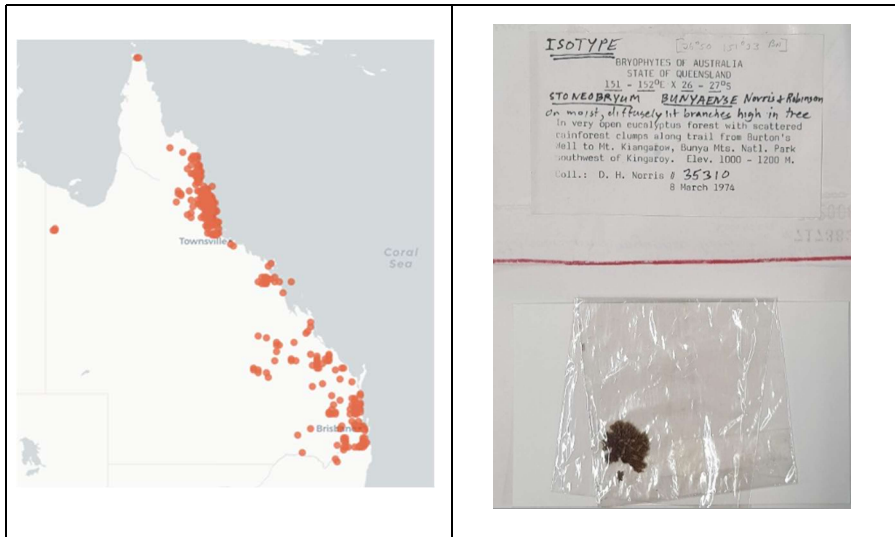 Townsville
Coral
Sea
Brisbane
ISOTYPE
BRYOPHYTES OF AUSTRALIA
STATE OF QUEENSLAND
151 - 152°E X 26 - 27°S
STONEOBRYUM BUNYAENSE Norris & Robinson
on moist, diffusely lit branches high in tree
In very open eucalyptus forest with scattered
rainforest clumps along trail from Burton's
Well to Mt. Kiangarow, Bunya Mts. Natl. Park
southwest of Kingaroy. Elev. 1000 - 1200 M.
Coll.: D. H. Norris # 35310
8 March 1974